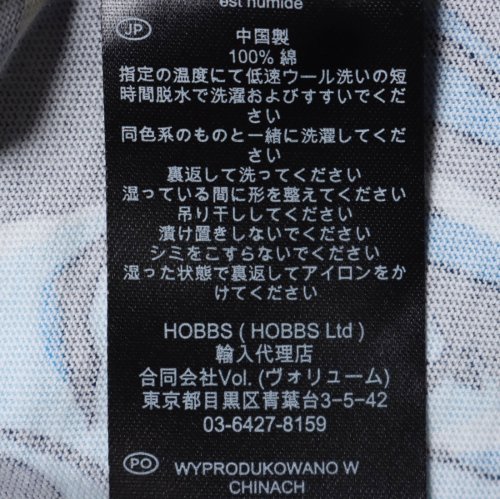 est humide
JP
中国製
100% 綿
指定の温度にて低速ウール洗いの短
時間脱水で洗濯およびすすいでくだ
さい
同色系のものと一緒に洗濯してくだ
さい
裏返して洗ってください
湿っている間に形を整えてください
吊り干ししてください
漬け置きしないでください
シミをこすらないでください
湿った状態で裏返してアイロンをか
けてください
HOBBS ( HOBBS Ltd )
輸入代理店
合同会社Vol. (ヴォリューム)
東京都目黒区青葉台3-5-42
03-6427-8159
PO
WYPRODUKOWANO W
CHINACH